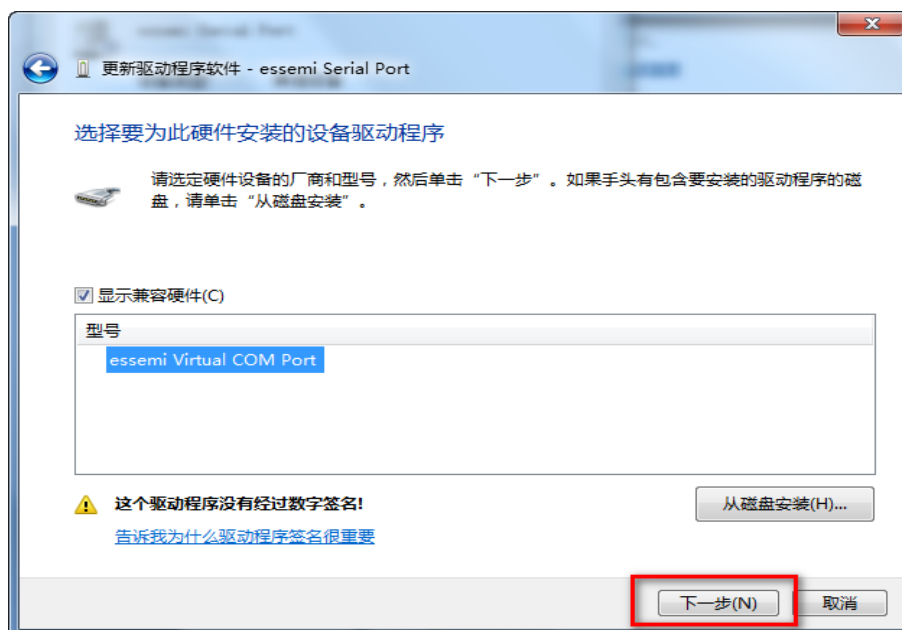 essemi Serial Port
更新驱动程序软件 - essemi Serial Port
选择要为此硬件安装的设备驱动程序
请选定硬件设备的厂商和型号，然后单击“下一步”。如果手头有包含要安装的驱动程序的磁
盘，请单击“从磁盘安装”。
显示兼容硬件(C)
型号
essemi Virtual COM Port
这个驱动程序没有经过数字签名!
从磁盘安装(H)...
告诉我为什么驱动程序签名很重要
下一步(N)
取消